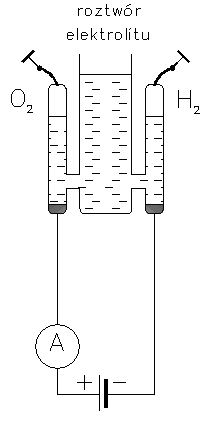 roztwór
elektrolitu
O₂
H₂
A
+ −